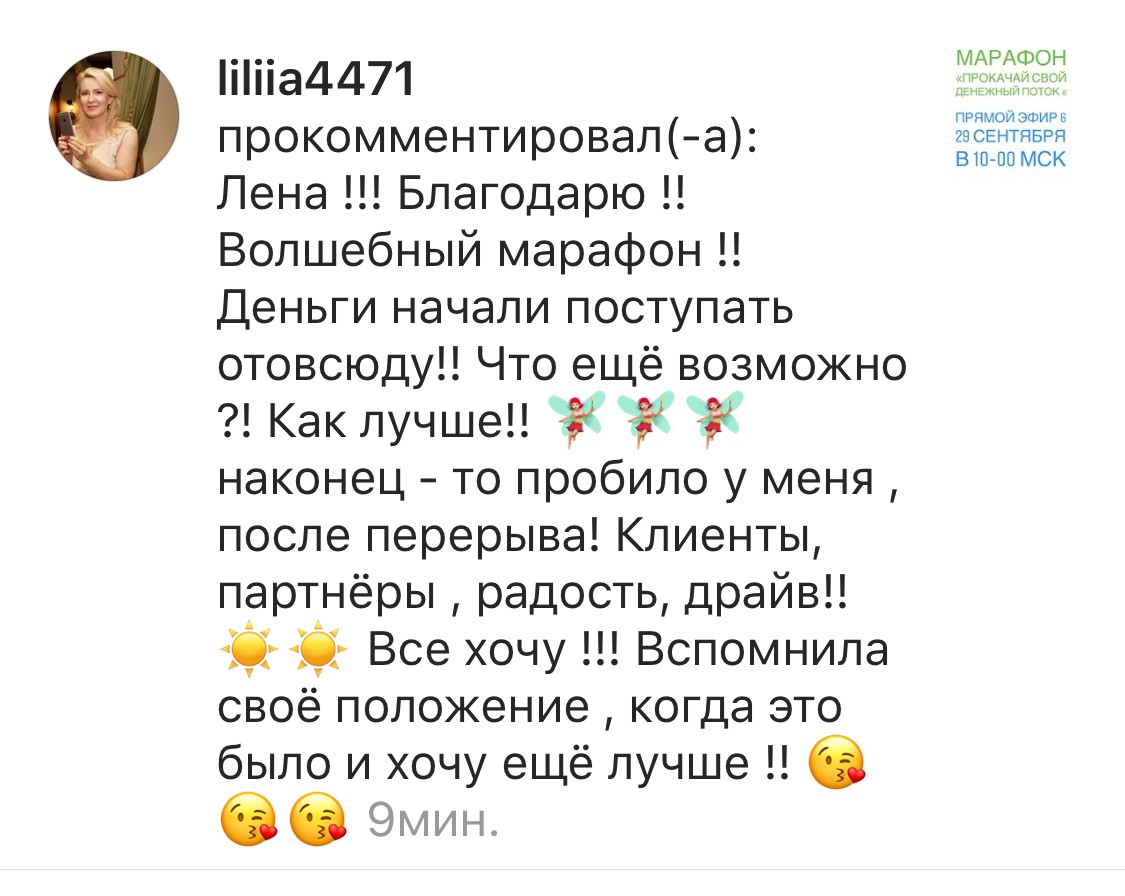 liliia4471
прокомментировал(-а):
Лена !!! Благодарю !!
Волшебный марафон !!
Деньги начали поступать
отовсюду!! Что ещё возможно
?! Как лучше!! 🧚🧚🧚
наконец - то пробило у меня ,
после перерыва! Клиенты,
партнёры , радость, драйв!!
☀️☀️ Все хочу !!! Вспомнила
своё положение , когда это
было и хочу ещё лучше !! 😘
😘😘 9мин.
МАРАФОН
«ПРОКАЧАЙ СВОЙ
ДЕНЕЖНЫЙ ПОТОК «
ПРЯМОЙ ЭФИР 6
29 СЕНТЯБРЯ
В 10-00 МСК